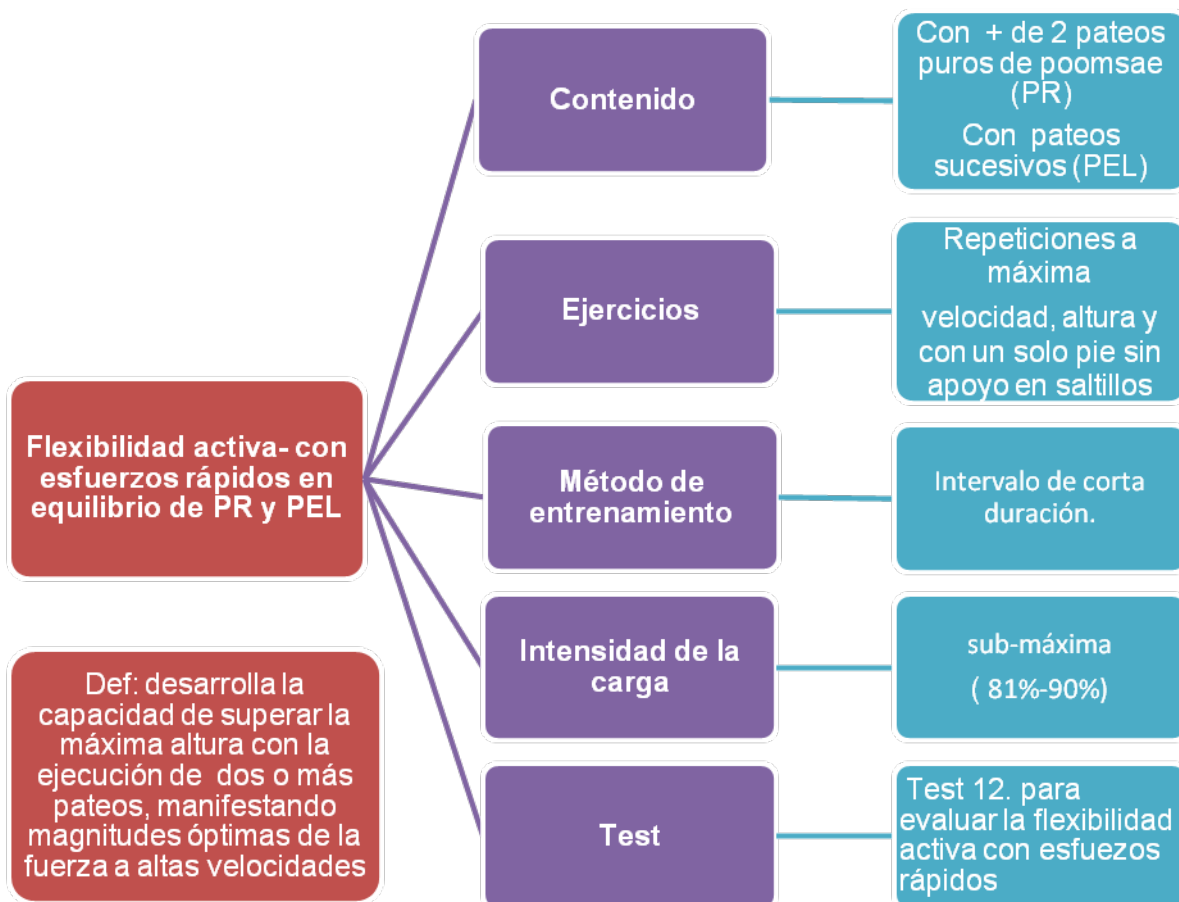 Flexibilidad activa- con
esfuerzos rápidos en
equilibrio de PR y PEL
Def: desarrolla la
capacidad de superar la
máxima altura con la
ejecución de dos o más
pateos, manifestando
magnitudes óptimas de la
fuerza a altas velocidades
Contenido
Con + de 2 pateos
puros de poomsae
(PR)
Con pateos
sucesivos (PEL)
Ejercicios
Repeticiones a
máxima
velocidad, altura y
con un solo pie sin
apoyo en saltillos
Método de
entrenamiento
Intervalo de corta
duración.
Intensidad de la
carga
sub-máxima
( 81%-90%)
Test
Test 12. para
evaluar la flexibilidad
activa con esfuezos
rápidos